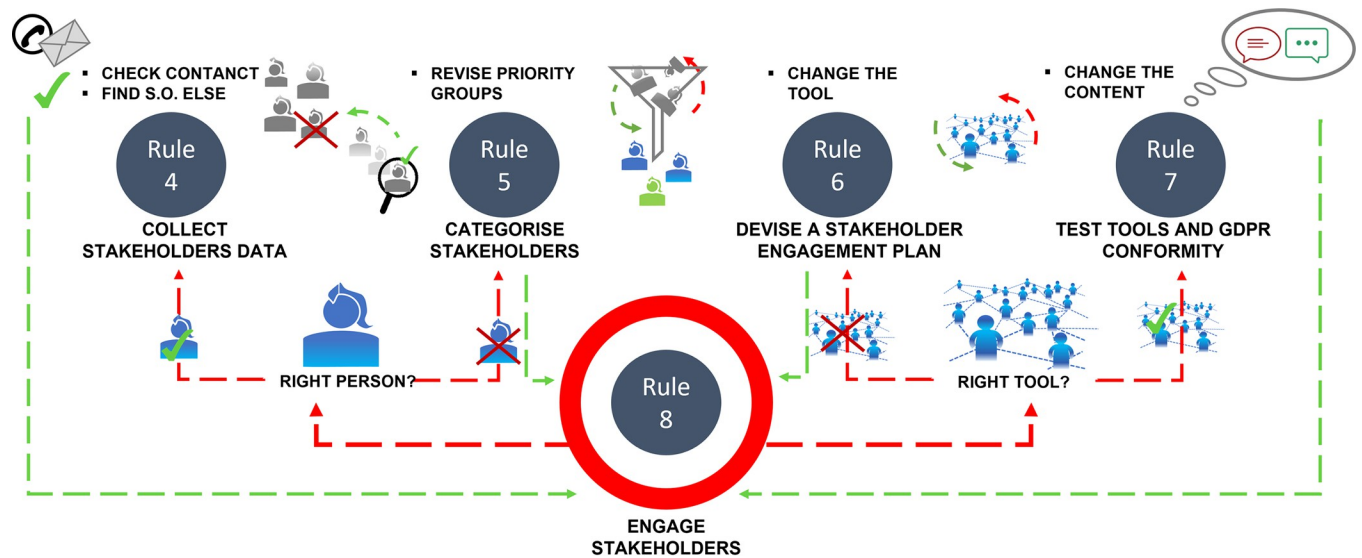 CHECK CONTANCT
FIND S.O. ELSE
Rule
4
COLLECT
STAKEHOLDERS DATA
REVISE PRIORITY
GROUPS
Rule
5
CATEGORISE
STAKEHOLDERS
CHANGE THE
TOOL
Rule
6
DEVISE A STAKEHOLDER
ENGAGEMENT PLAN
CHANGE THE
CONTENT
Rule
7
TEST TOOLS AND GDPR
CONFORMITY
RIGHT PERSON?
RIGHT TOOL?
Rule
8
ENGAGE
STAKEHOLDERS